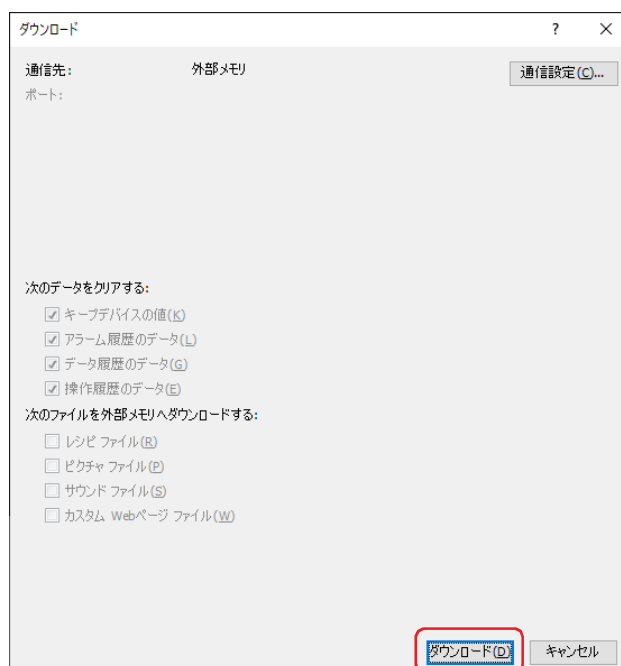 ダウンロード ? ×
通信先: 外部メモリ 通信設定(C)...
ポート:
次のデータをクリアする:
キープデバイスの値(K)
アラーム履歴のデータ(L)
データ履歴のデータ(G)
操作履歴のデータ(E)
次のファイルを外部メモリへダウンロードする:
レシピ ファイル(R)
ピクチャ ファイル(P)
サウンド ファイル(S)
カスタム Webページ ファイル(W)
ダウンロード(D) キャンセル